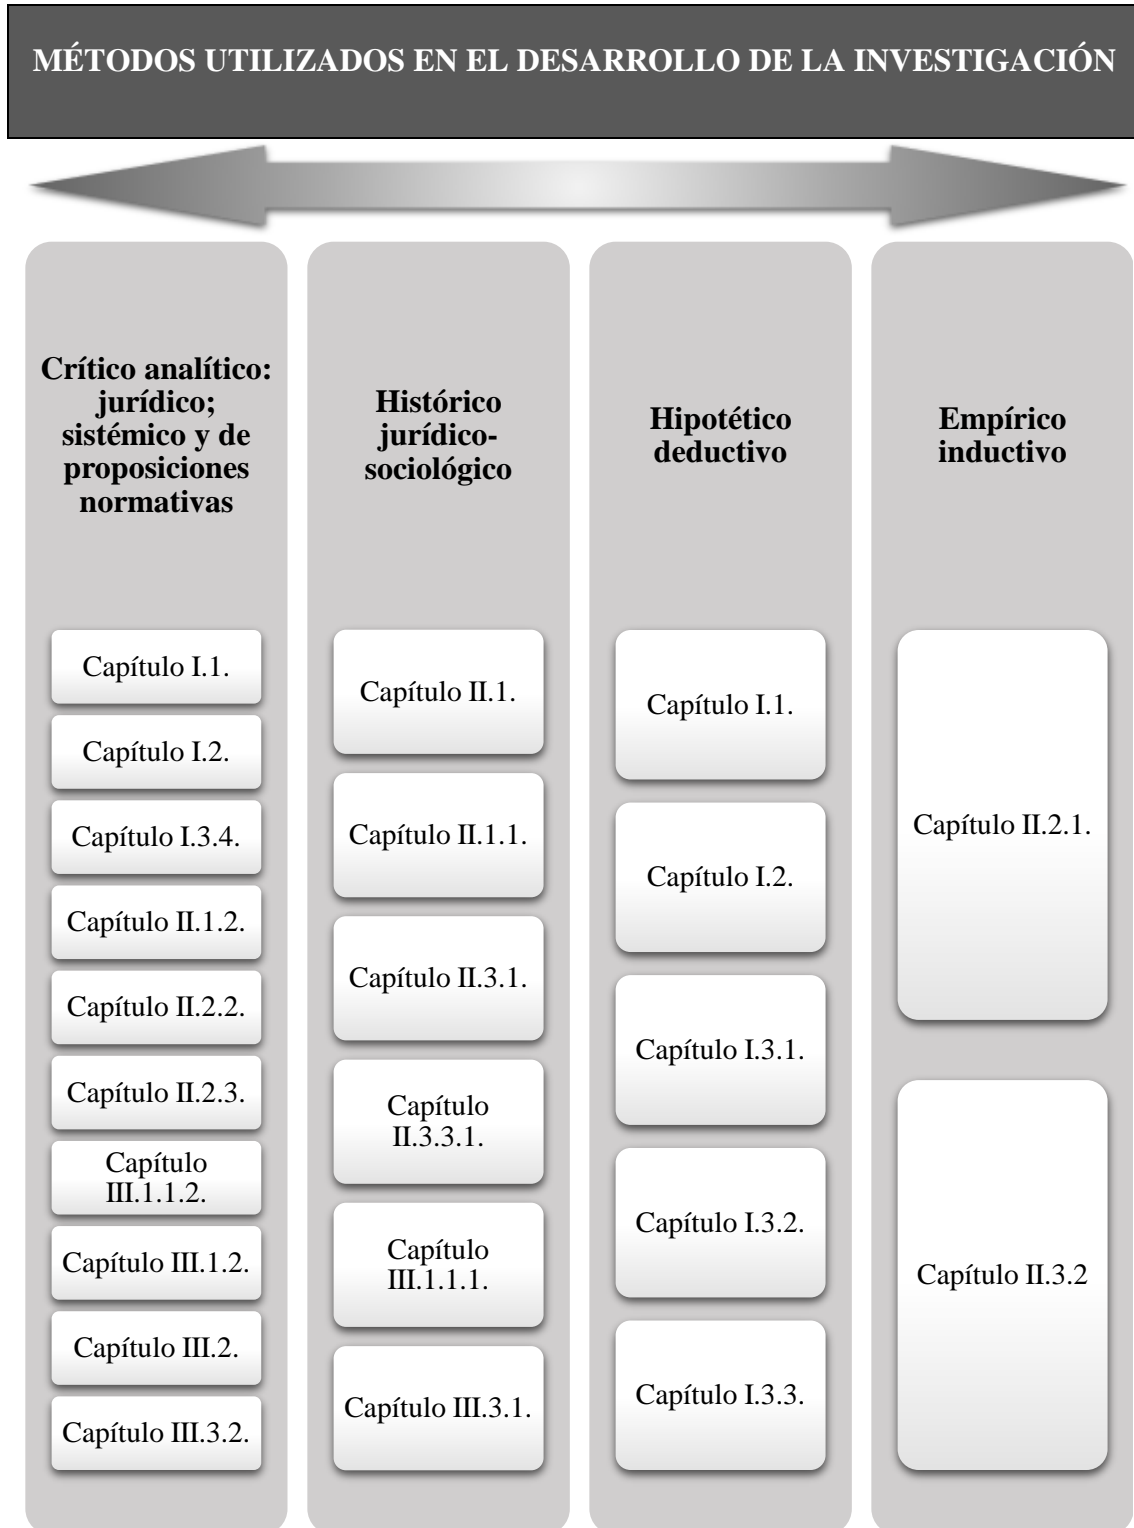 MÉTODOS UTILIZADOS EN EL DESARROLLO DE LA INVESTIGACIÓN
Crítico analítico:
jurídico;
sistémico y de
proposiciones
normativas
Capítulo I.1.
Capítulo I.2.
Capítulo I.3.4.
Capítulo II.1.2.
Capítulo II.2.2.
Capítulo II.2.3.
Capítulo
III.1.1.2.
Capítulo III.1.2.
Capítulo III.2.
Capítulo III.3.2.
Histórico
jurídico-
sociológico
Capítulo II.1.
Capítulo II.1.1.
Capítulo II.3.1.
Capítulo
II.3.3.1.
Capítulo
III.1.1.1.
Capítulo III.3.1.
Hipotético
deductivo
Capítulo I.1.
Capítulo I.2.
Capítulo I.3.1.
Capítulo I.3.2.
Capítulo I.3.3.
Empírico
inductivo
Capítulo II.2.1.
Capítulo II.3.2